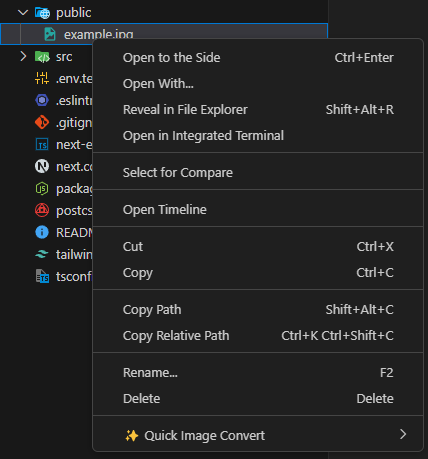 public
example.jpg
Open to the Side Ctrl+Enter
src
Open With...
.env.te
Reveal in File Explorer Shift+Alt+R
.eslintr
.gitign
Open in Integrated Terminal
next-e
next.co
Select for Compare
packag
Open Timeline
postcs
READM
Cut Ctrl+X
tailwin
Copy Ctrl+C
tsconf
Copy Path Shift+Alt+C
Copy Relative Path Ctrl+K Ctrl+Shift+C
Rename... F2
Delete Delete
✨ Quick Image Convert